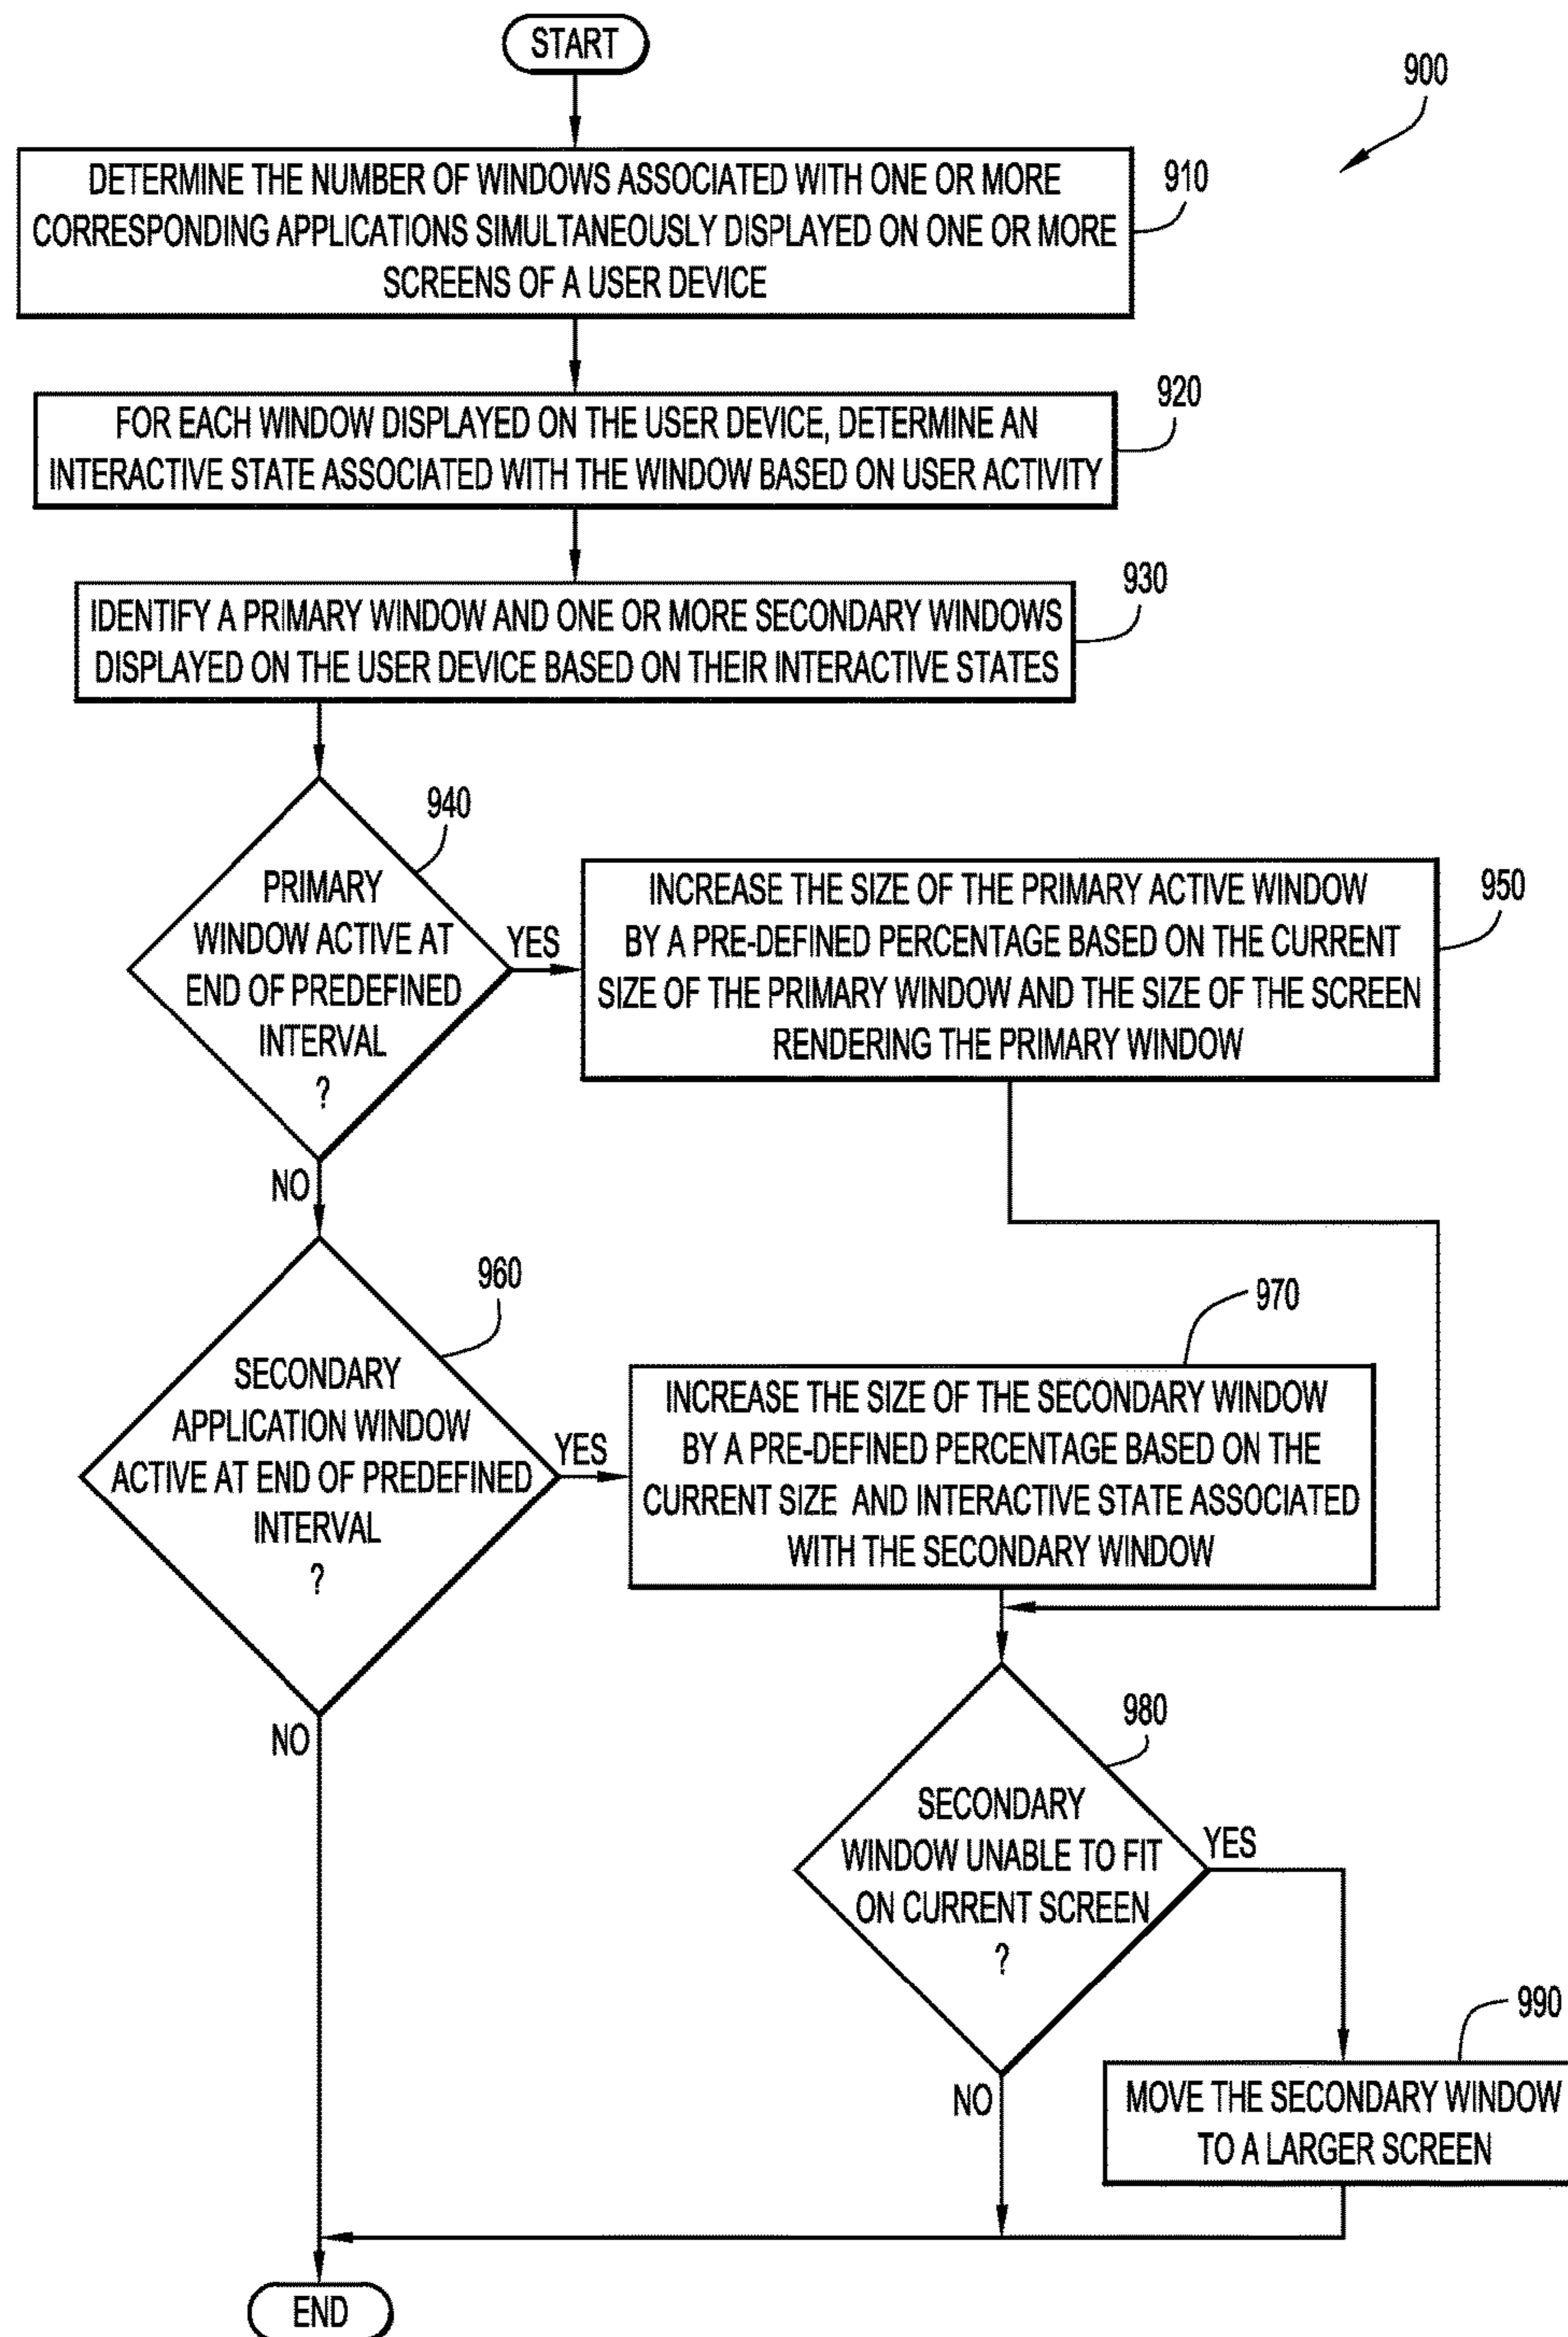 START
900
DETERMINE THE NUMBER OF WINDOWS ASSOCIATED WITH ONE OR MORE
CORRESPONDING APPLICATIONS SIMULTANEOUSLY DISPLAYED ON ONE OR MORE
SCREENS OF A USER DEVICE
910
FOR EACH WINDOW DISPLAYED ON THE USER DEVICE, DETERMINE AN
INTERACTIVE STATE ASSOCIATED WITH THE WINDOW BASED ON USER ACTIVITY
920
IDENTIFY A PRIMARY WINDOW AND ONE OR MORE SECONDARY WINDOWS
DISPLAYED ON THE USER DEVICE BASED ON THEIR INTERACTIVE STATES
930
940
PRIMARY
WINDOW ACTIVE AT
END OF PREDEFINED
INTERVAL
?
YES
INCREASE THE SIZE OF THE PRIMARY ACTIVE WINDOW
BY A PRE-DEFINED PERCENTAGE BASED ON THE CURRENT
SIZE OF THE PRIMARY WINDOW AND THE SIZE OF THE SCREEN
RENDERING THE PRIMARY WINDOW
950
NO
960
SECONDARY
APPLICATION WINDOW
ACTIVE AT END OF PREDEFINED
INTERVAL
?
YES
970
INCREASE THE SIZE OF THE SECONDARY WINDOW
BY A PRE-DEFINED PERCENTAGE BASED ON THE
CURRENT SIZE AND INTERACTIVE STATE ASSOCIATED
WITH THE SECONDARY WINDOW
NO
980
SECONDARY
WINDOW UNABLE TO FIT
ON CURRENT SCREEN
?
YES
990
MOVE THE SECONDARY WINDOW
TO A LARGER SCREEN
NO
END